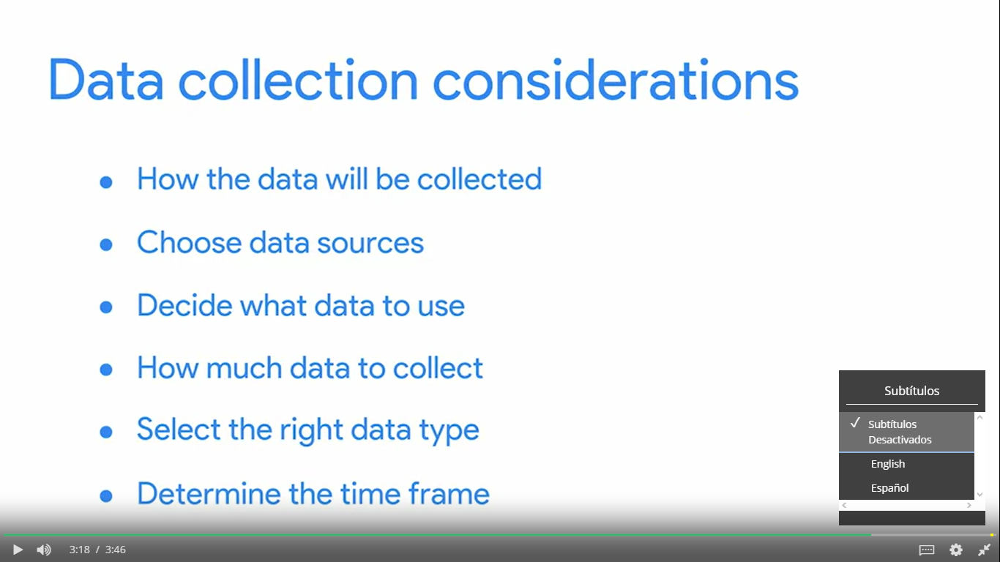 Data collection considerations
● How the data will be collected
● Choose data sources
● Decide what data to use
● How much data to collect
● Select the right data type
● Determine the time frame
Subtítulos
✓ Subtítulos
Desactivados
English
Español
3:18 / 3:46